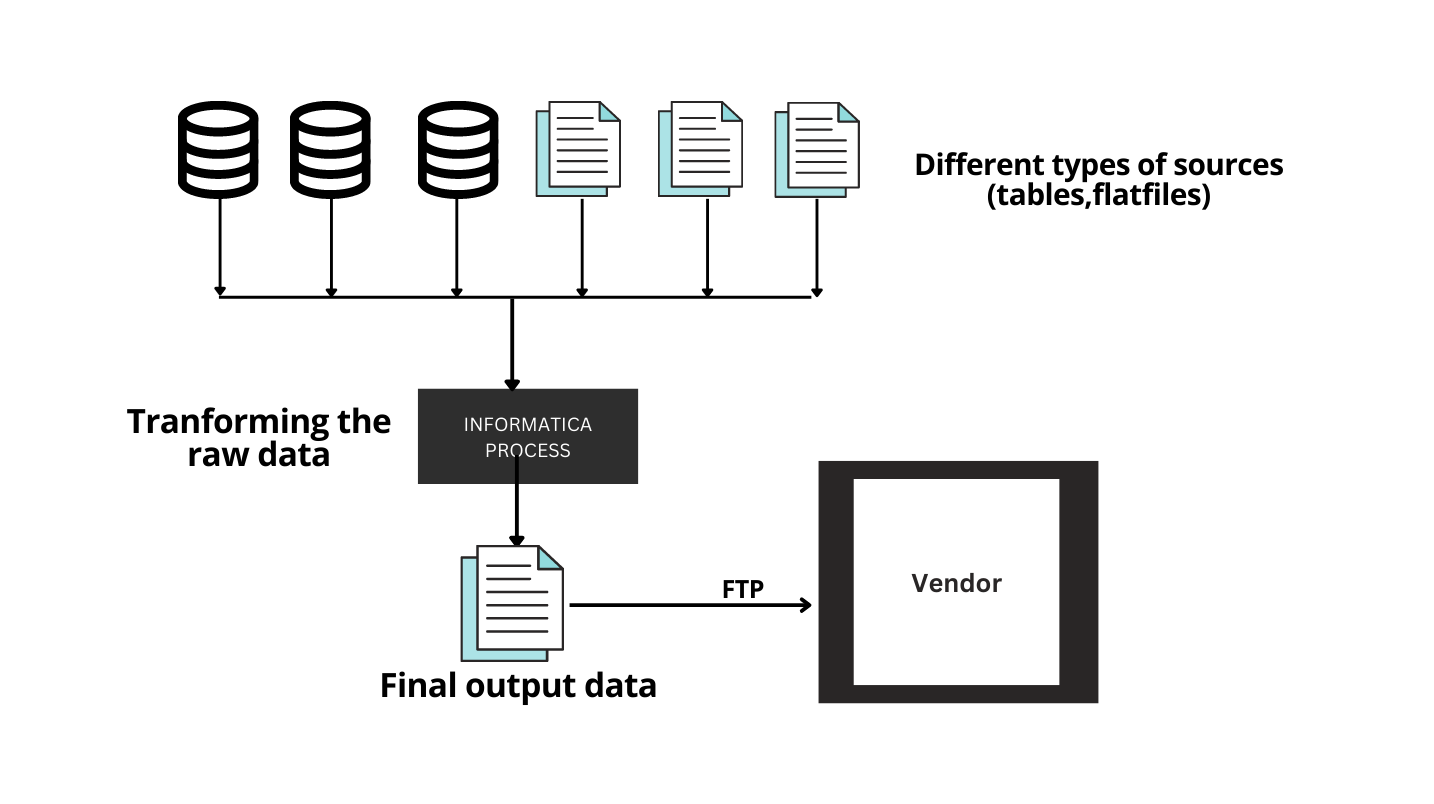 Different types of sources
(tables,flatfiles)
Tranforming the
raw data
INFORMATICA
PROCESS
FTP
Vendor
Final output data